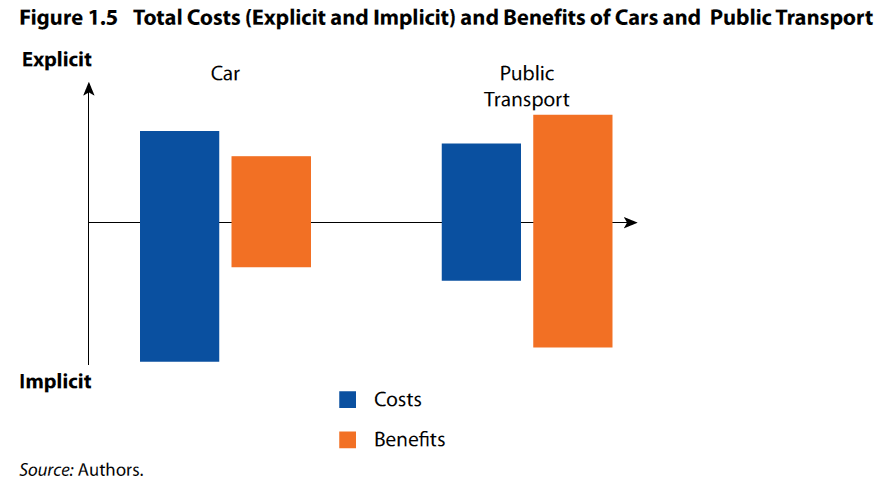 Figure 1.5 Total Costs (Explicit and Implicit) and Benefits of Cars and Public Transport
Explicit
Car
Public
Transport
Implicit
Costs
Benefits
Source: Authors.